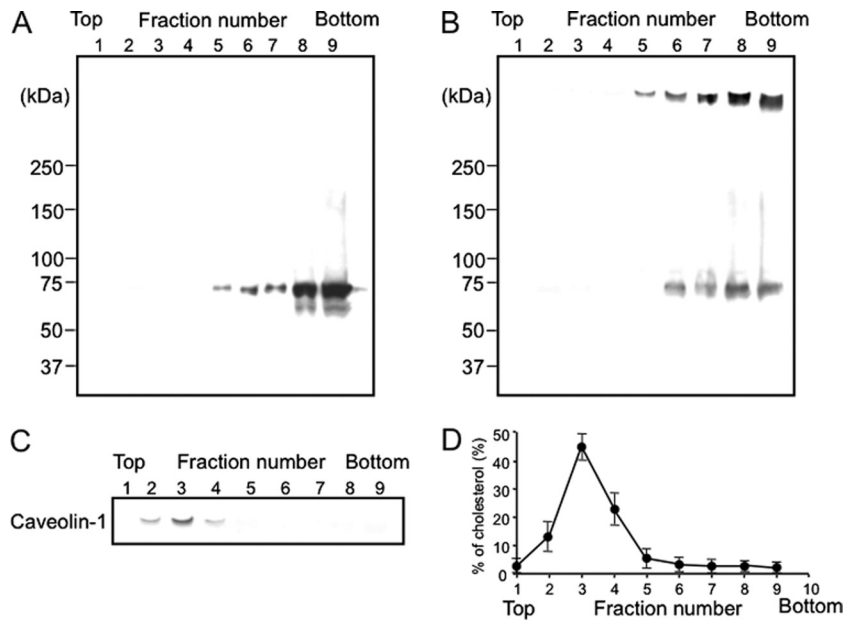 A
Top Fraction number Bottom
1 2 3 4 5 6 7 8 9
(kDa)
250
150
100
75
50
37
B
Top Fraction number Bottom
1 2 3 4 5 6 7 8 9
(kDa)
250
150
100
75
50
37
C
Top Fraction number Bottom
1 2 3 4 5 6 7 8 9
Caveolin-1
D
% of cholesterol (%)
50
40
30
20
10
0
1 2 3 4 5 6 7 8 9 10
Top Fraction number Bottom